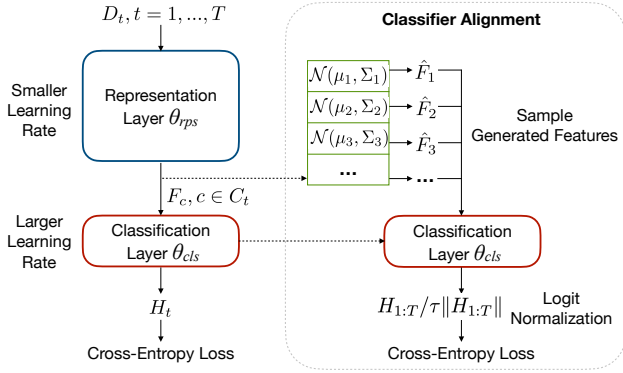 D_t, t = 1, ..., T
Smaller
Learning
Rate
Representation
Layer θ_rps
F_c, c ∈ C_t
Larger
Learning
Rate
Classification
Layer θ_cls
H_t
Cross-Entropy Loss
Classifier Alignment
𝒩(μ_1, Σ_1) F̂_1
𝒩(μ_2, Σ_2) F̂_2
𝒩(μ_3, Σ_3) F̂_3
... ...
Sample
Generated Features
Classification
Layer θ_cls
H_{1:T}/τ‖H_{1:T}‖
Logit
Normalization
Cross-Entropy Loss